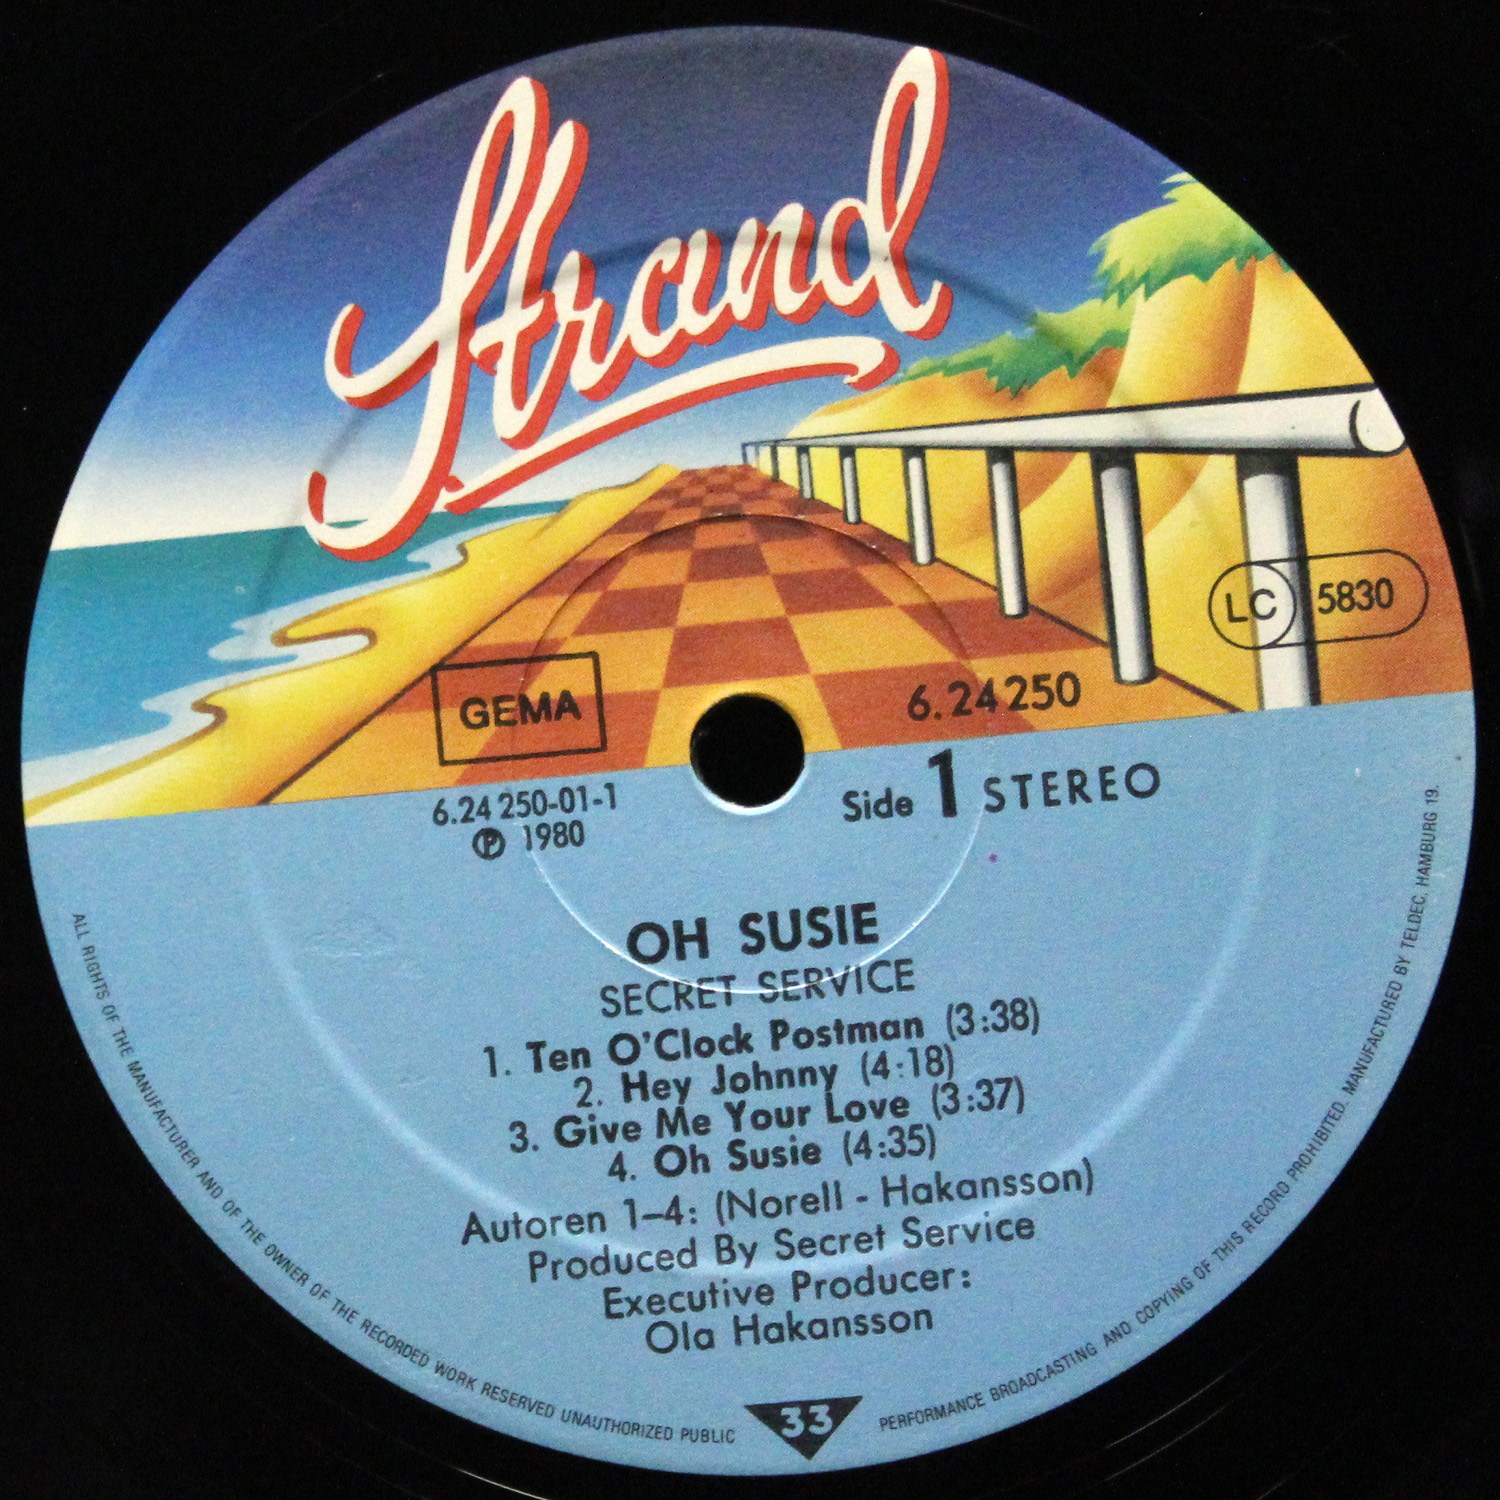 Strand
LC 5830
GEMA
6.24 250
6.24 250-01-1
Ⓟ 1980
Side 1 STEREO
OH SUSIE
SECRET SERVICE
1. Ten O'Clock Postman (3:38)
2. Hey Johnny (4:18)
3. Give Me Your Love (3:37)
4. Oh Susie (4:35)
Autoren 1–4: (Norell - Hakansson)
Produced By Secret Service
Executive Producer:
Ola Hakansson
33
ALL RIGHTS OF THE MANUFACTURER AND OF THE OWNER OF THE RECORDED WORK RESERVED UNAUTHORIZED PUBLIC PERFORMANCE BROADCASTING AND COPYING OF THIS RECORD PROHIBITED. MANUFACTURED BY TELDEC, HAMBURG 19.